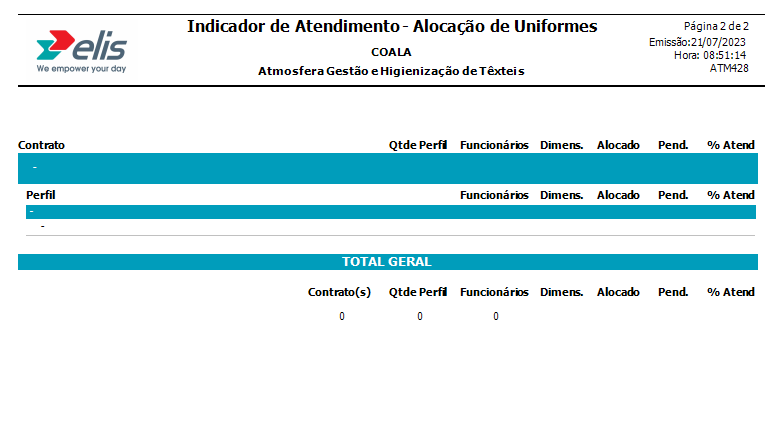 elis
We empower your day
Indicador de Atendimento - Alocação de Uniformes
COALA
Atmosfera Gestão e Higienização de Têxteis
Página 2 de 2
Emissão:21/07/2023
Hora: 08:51:14
ATM428
Contrato Qtde Perfil Funcionários Dimens. Alocado Pend. % Atend
-
Perfil Funcionários Dimens. Alocado Pend. % Atend
-
-
TOTAL GERAL
Contrato(s) Qtde Perfil Funcionários Dimens. Alocado Pend. % Atend
0 0 0